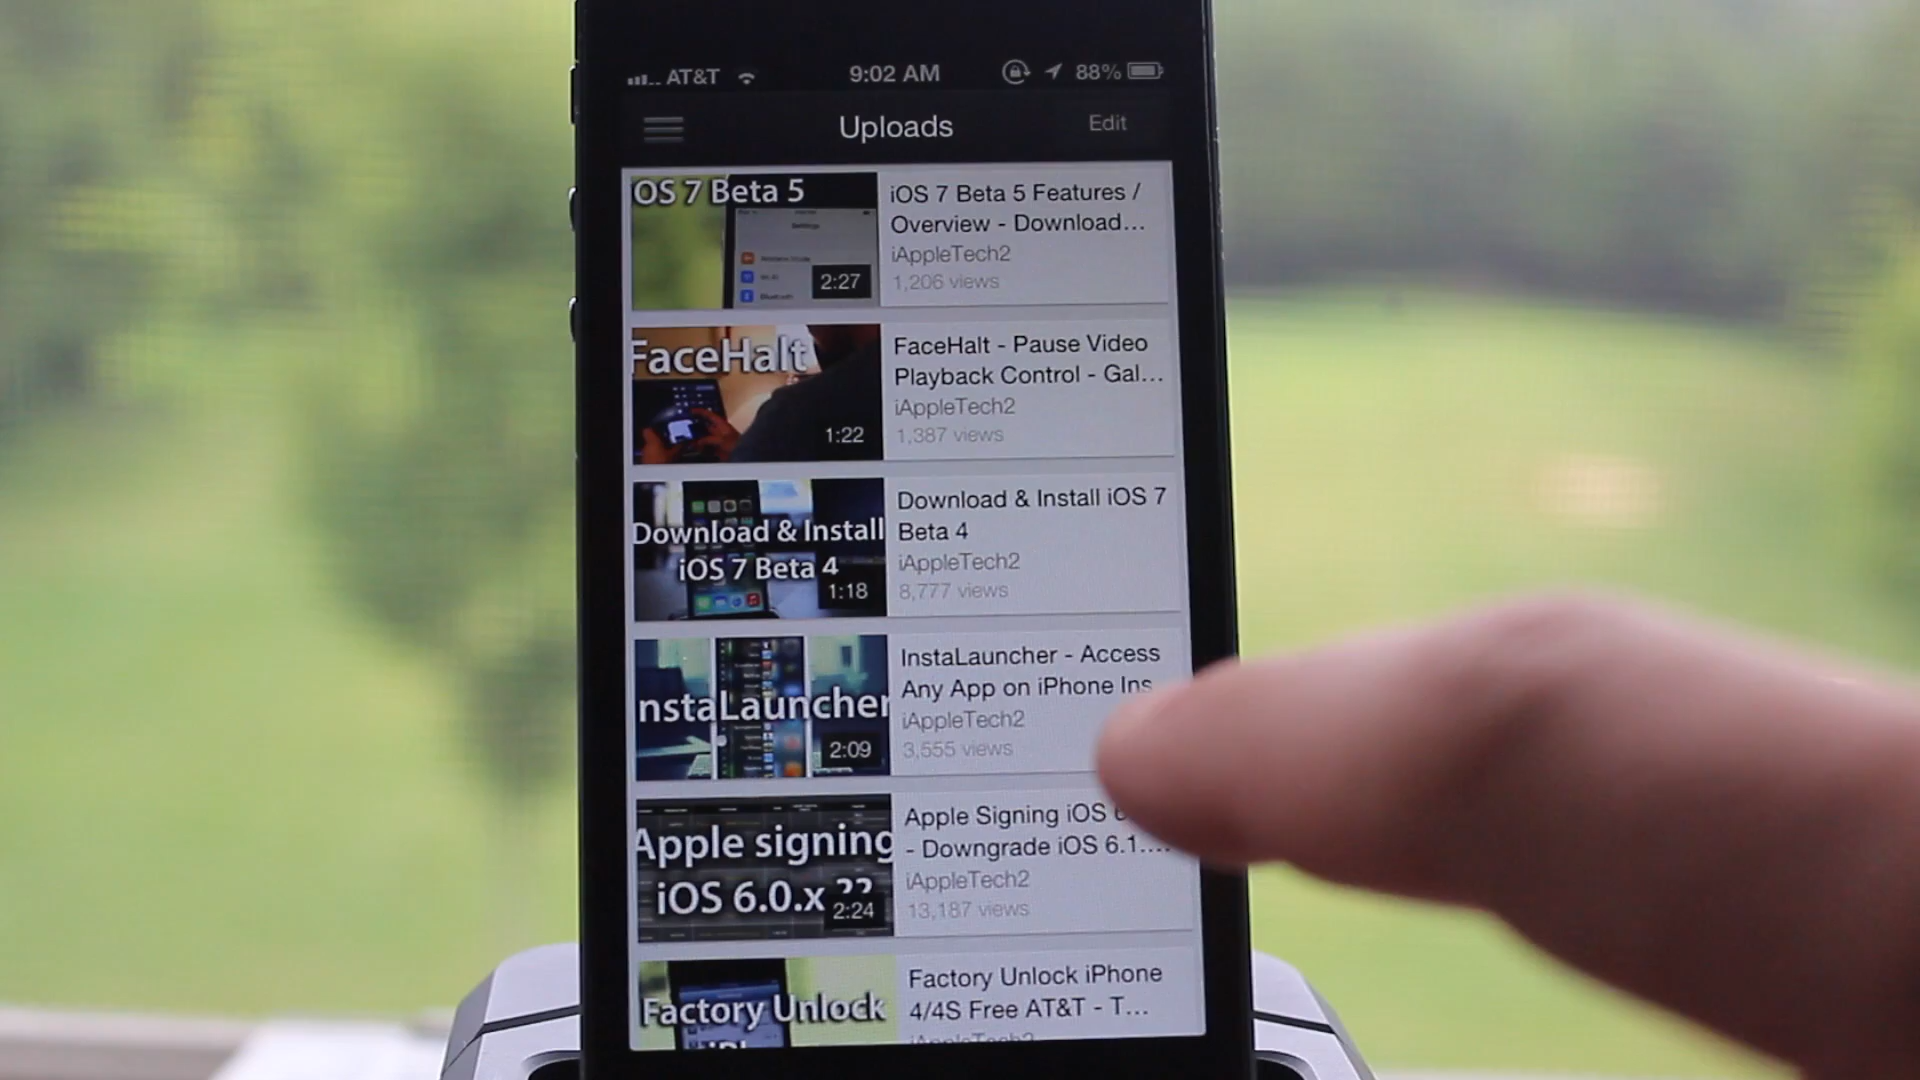 AT&T 9:02 AM 88%
Uploads Edit
OS 7 Beta 5
Settings
2:27
iOS 7 Beta 5 Features /
Overview - Download...
iAppleTech2
1,206 views
FaceHalt
1:22
FaceHalt - Pause Video
Playback Control - Gal...
iAppleTech2
1,387 views
Download & Install
iOS 7 Beta 4
1:18
Download & Install iOS 7
Beta 4
iAppleTech2
8,777 views
nstaLauncher
2:09
InstaLauncher - Access
Any App on iPhone Ins
iAppleTech2
3,555 views
Apple signing
iOS 6.0.x ??
2:24
Apple Signing iOS
- Downgrade iOS 6.1....
iAppleTech2
13,187 views
Factory Unlock
Factory Unlock iPhone
4/4S Free AT&T - T...
iAppleTech2